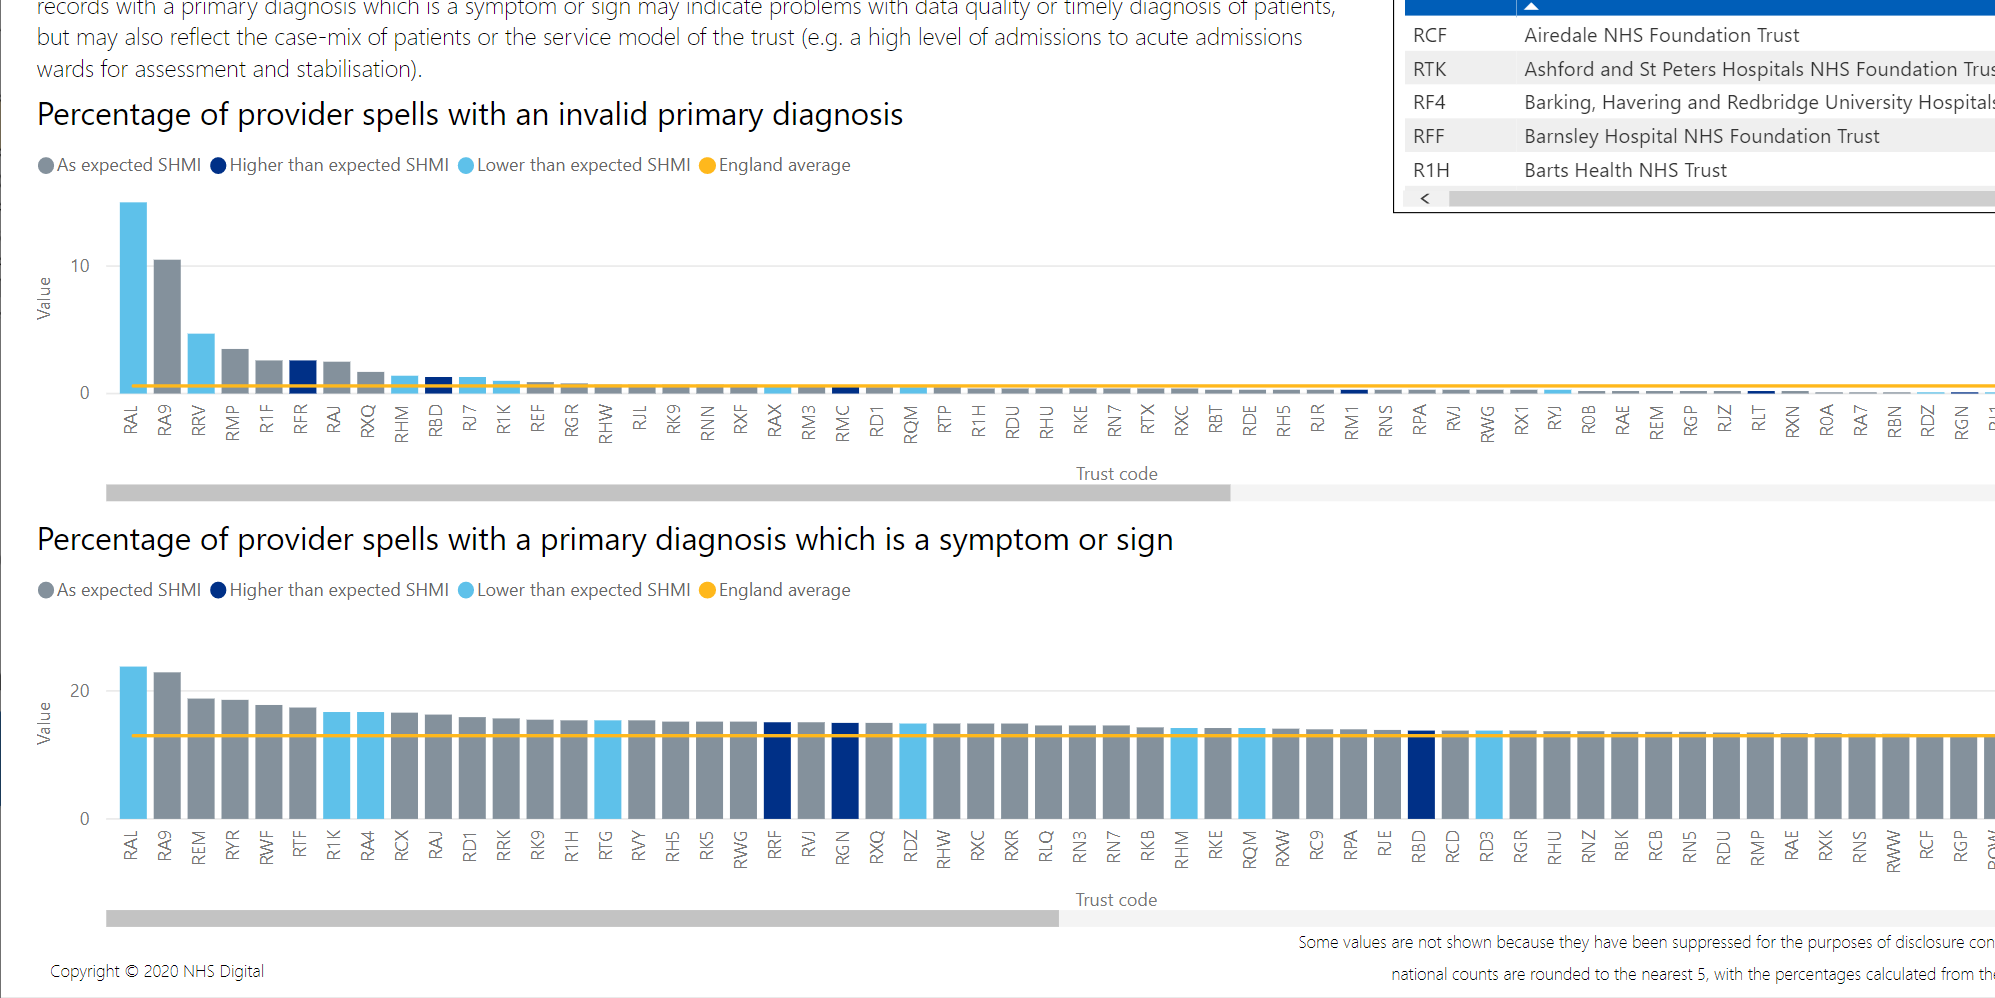 records with a primary diagnosis which is a symptom or sign may indicate problems with data quality or timely diagnosis of patients,
but may also reflect the case-mix of patients or the service model of the trust (e.g. a high level of admissions to acute admissions
wards for assessment and stabilisation).
RCF Airedale NHS Foundation Trust
RTK Ashford and St Peters Hospitals NHS Foundation Trus
RF4 Barking, Havering and Redbridge University Hospitals
RFF Barnsley Hospital NHS Foundation Trust
R1H Barts Health NHS Trust
Percentage of provider spells with an invalid primary diagnosis
As expected SHMI Higher than expected SHMI Lower than expected SHMI England average
Value
10
0
RAL RA9 RRV RMP R1F RFR RAJ RXQ RHM RBD RJ7 R1K REF RGR RHW RJL RK9 RNN RXF RAX RM3 RMC RD1 RQM RTP R1H RDU RHU RKE RN7 RTX RXC RBT RDE RH5 RJR RM1 RNS RPA RVJ RWG RX1 RYJ R0B RAE REM RGP RJZ RLT RXN R0A RA7 RBN RDZ RGN
Trust code
Percentage of provider spells with a primary diagnosis which is a symptom or sign
As expected SHMI Higher than expected SHMI Lower than expected SHMI England average
Value
20
0
RAL RA9 REM RYR RWF RTF R1K RA4 RCX RAJ RD1 RRK RK9 R1H RTG RVY RH5 RK5 RWG RRF RVJ RGN RXQ RDZ RHW RXC RXR RLQ RN3 RN7 RKB RHM RKE RQM RXW RC9 RPA RJE RBD RCD RD3 RGR RHU RNZ RBK RCB RN5 RDU RMP RAE RXK RNS RWW RCF RGP
Trust code
Some values are not shown because they have been suppressed for the purposes of disclosure con
national counts are rounded to the nearest 5, with the percentages calculated from the
Copyright © 2020 NHS Digital